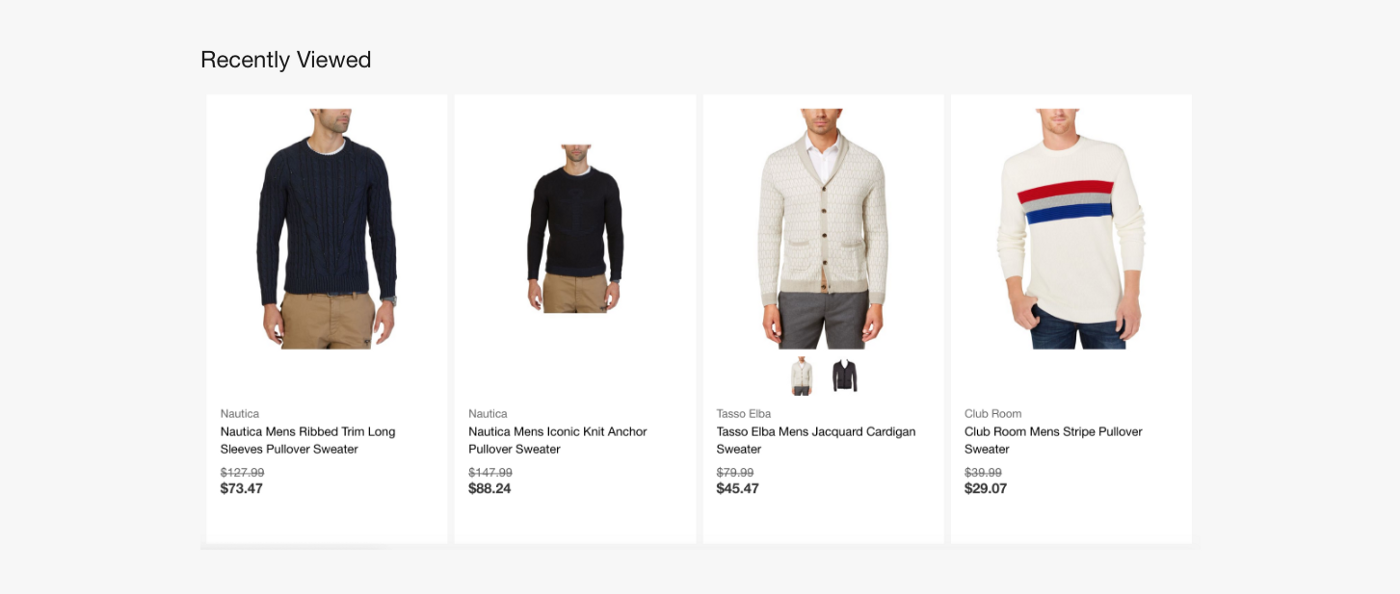 Recently Viewed
Nautica
Nautica Mens Ribbed Trim Long
Sleeves Pullover Sweater
$127.99
$73.47
Nautica
Nautica Mens Iconic Knit Anchor
Pullover Sweater
$147.99
$88.24
Tasso Elba
Tasso Elba Mens Jacquard Cardigan
Sweater
$79.99
$45.47
Club Room
Club Room Mens Stripe Pullover
Sweater
$39.99
$29.07